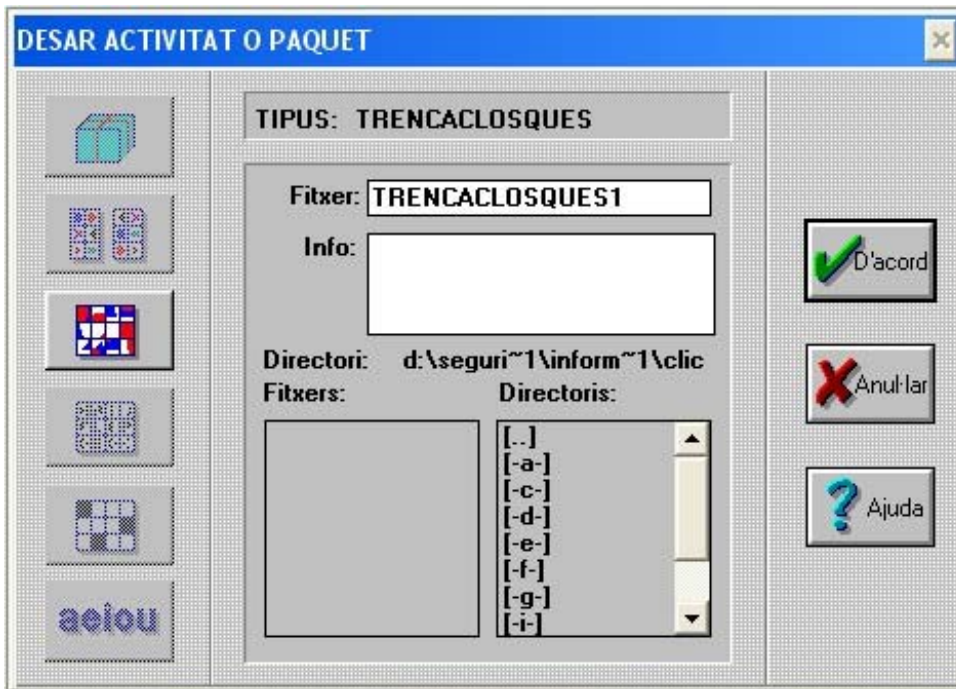 DESAR ACTIVITAT O PAQUET
TIPUS: TRENCACLOSQUES
Fitxer: TRENCACLOSQUES1
Info:
Directori: d:\seguri~1\inform~1\clic
Fitxers:
Directoris:
[..]
[-a-]
[-c-]
[-d-]
[-e-]
[-f-]
[-g-]
[-i-]
aeiou
D'acord
Anul·lar
Ajuda